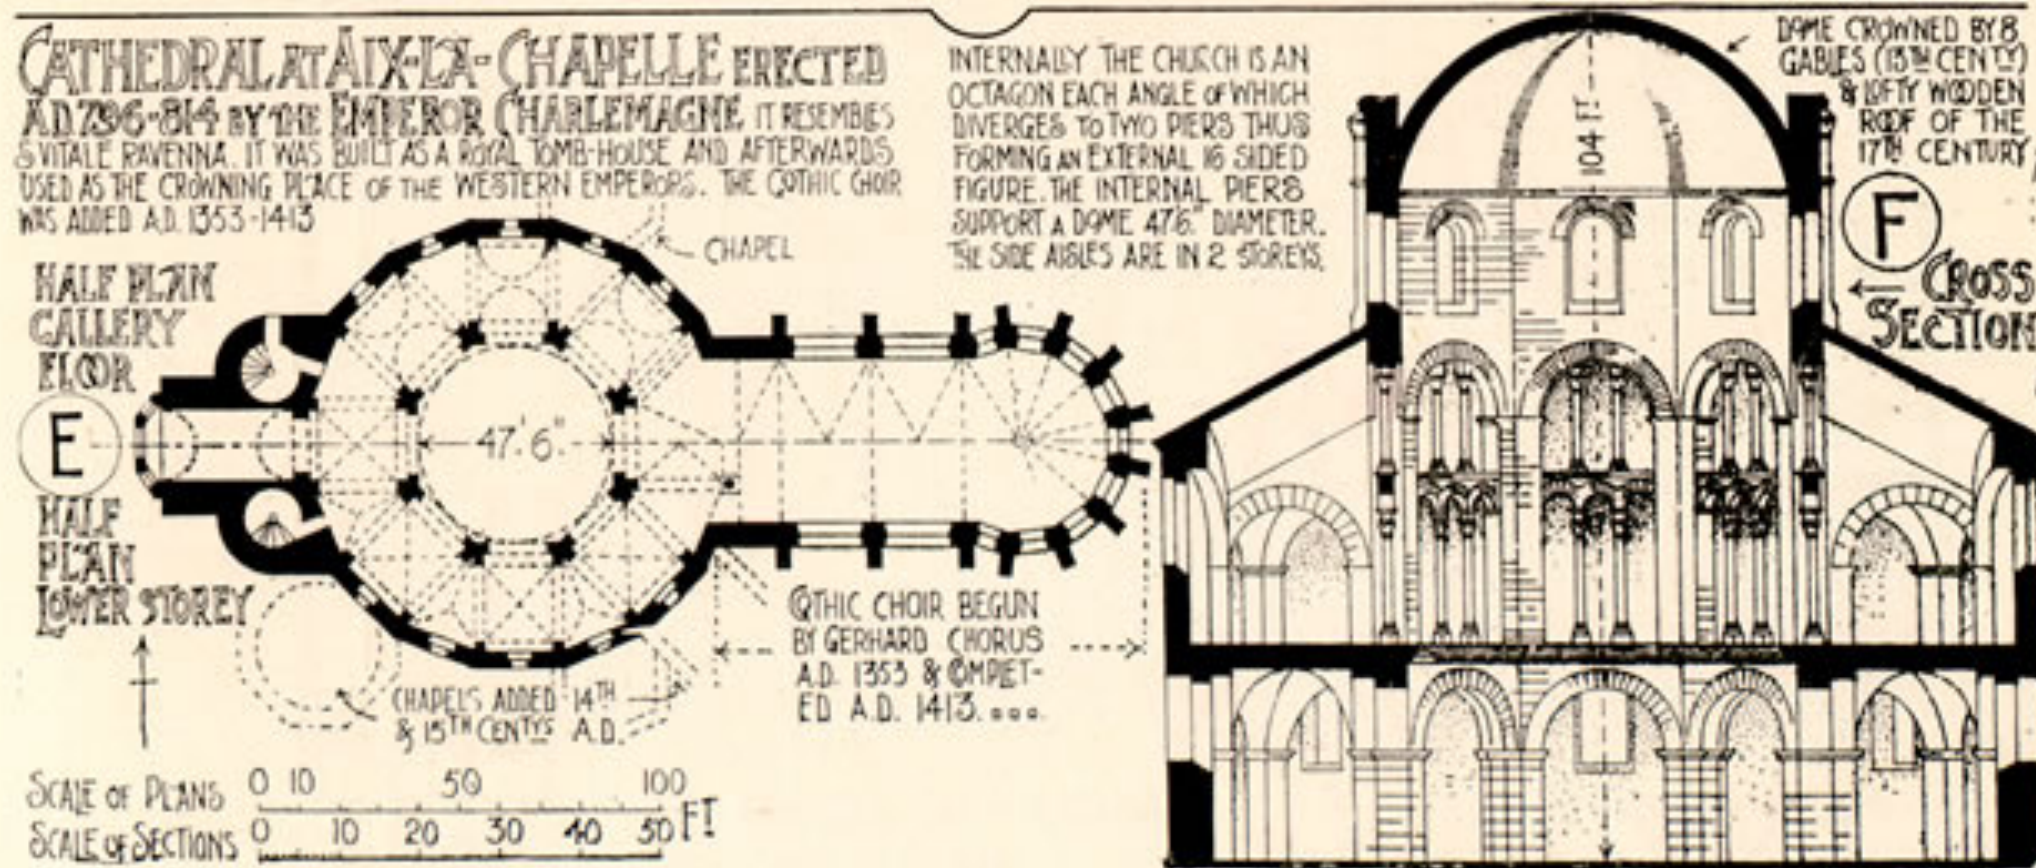 CATHEDRAL AT AIX-LA-CHAPELLE ERECTED
A.D. 796-814 BY THE EMPEROR CHARLEMAGNE IT RESEMBLES
S VITALE RAVENNA. IT WAS BUILT AS A ROYAL TOMB-HOUSE AND AFTERWARDS
USED AS THE CROWNING PLACE OF THE WESTERN EMPERORS. THE GOTHIC CHOIR
WAS ADDED A.D. 1353-1413
INTERNALLY THE CHURCH IS AN
OCTAGON EACH ANGLE OF WHICH
DIVERGES TO TWO PIERS THUS
FORMING AN EXTERNAL 16 SIDED
FIGURE. THE INTERNAL PIERS
SUPPORT A DOME 47'6" DIAMETER.
THE SIDE AISLES ARE IN 2 STOREYS.
DOME CROWNED BY 8
GABLES (13TH CENTY)
& LOFTY WOODEN
ROOF OF THE
17TH CENTURY
104 FT.
F
CROSS
SECTION
HALF PLAN
GALLERY
FLOOR
E
HALF
PLAN
LOWER STOREY
CHAPEL
47'.6"
CHAPELS ADDED 14TH
& 15TH CENTYS A.D.
GOTHIC CHOIR BEGUN
BY GERHARD CHORUS
A.D. 1353 & COMPLET-
ED A.D. 1413.
SCALE OF PLANS 0 10 50 100
SCALE OF SECTIONS 0 10 20 30 40 50 FT